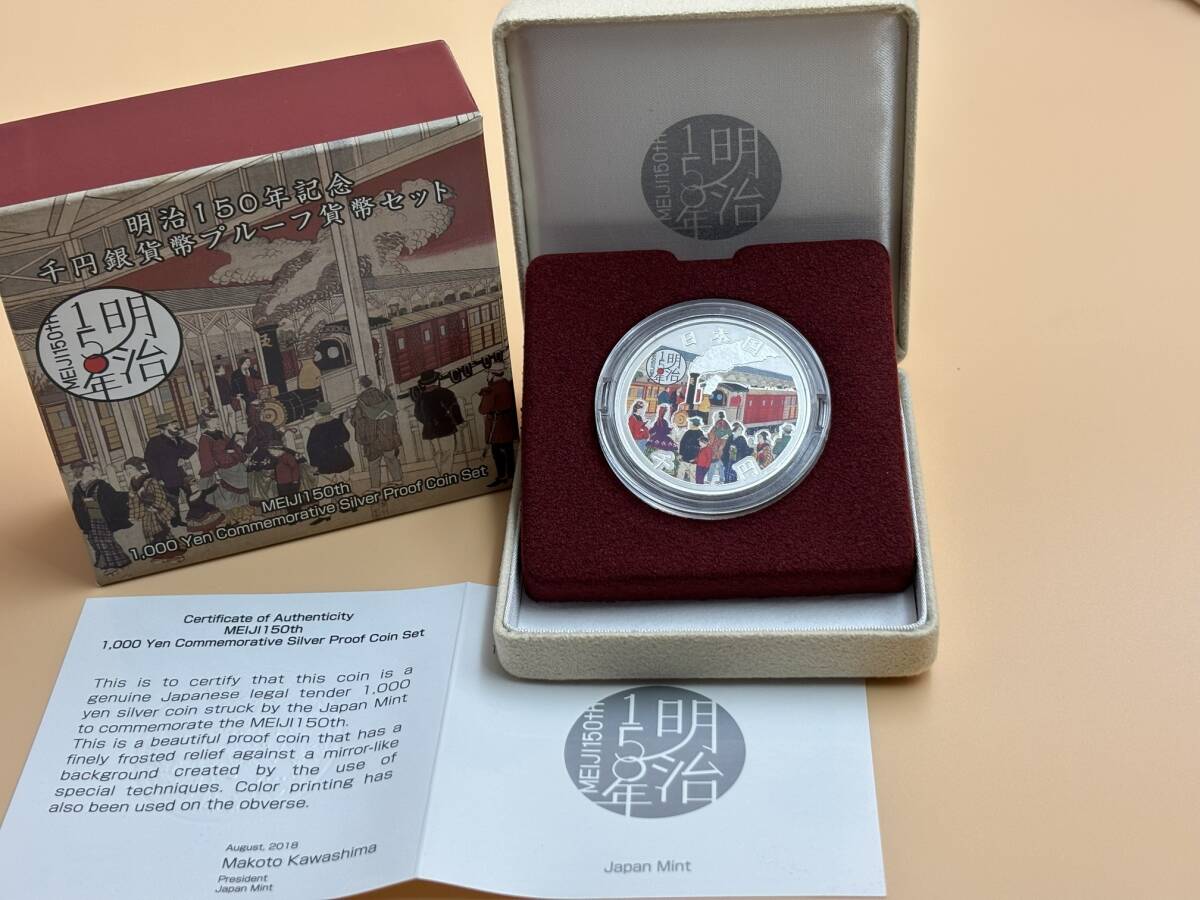 明治150年記念
千円銀貨幣プルーフ貨幣セット
明治
150年
MEIJI150th
MEIJI150th
1,000 Yen Commemorative Silver Proof Coin Set
明治
150年
MEIJI150th
日本国
明治
150年
千円
Certificate of Authenticity
MEIJI150th
1,000 Yen Commemorative Silver Proof Coin Set
This is to certify that this coin is a
genuine Japanese legal tender 1,000
yen silver coin struck by the Japan Mint
to commemorate the MEIJI150th.
This is a beautiful proof coin that has a
finely frosted relief against a mirror-like
background created by the use of
special techniques. Color printing has
also been used on the obverse.
August, 2018
Makoto Kawashima
President
Japan Mint
明治
150年
MEIJI150th
Japan Mint